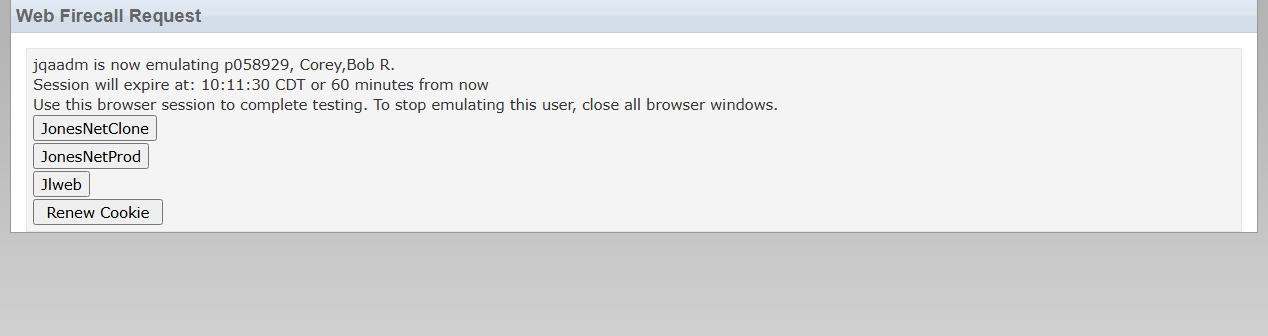 Web Firecall Request
jqaadm is now emulating p058929, Corey,Bob R.
Session will expire at: 10:11:30 CDT or 60 minutes from now
Use this browser session to complete testing. To stop emulating this user, close all browser windows.
JonesNetClone
JonesNetProd
Jlweb
Renew Cookie